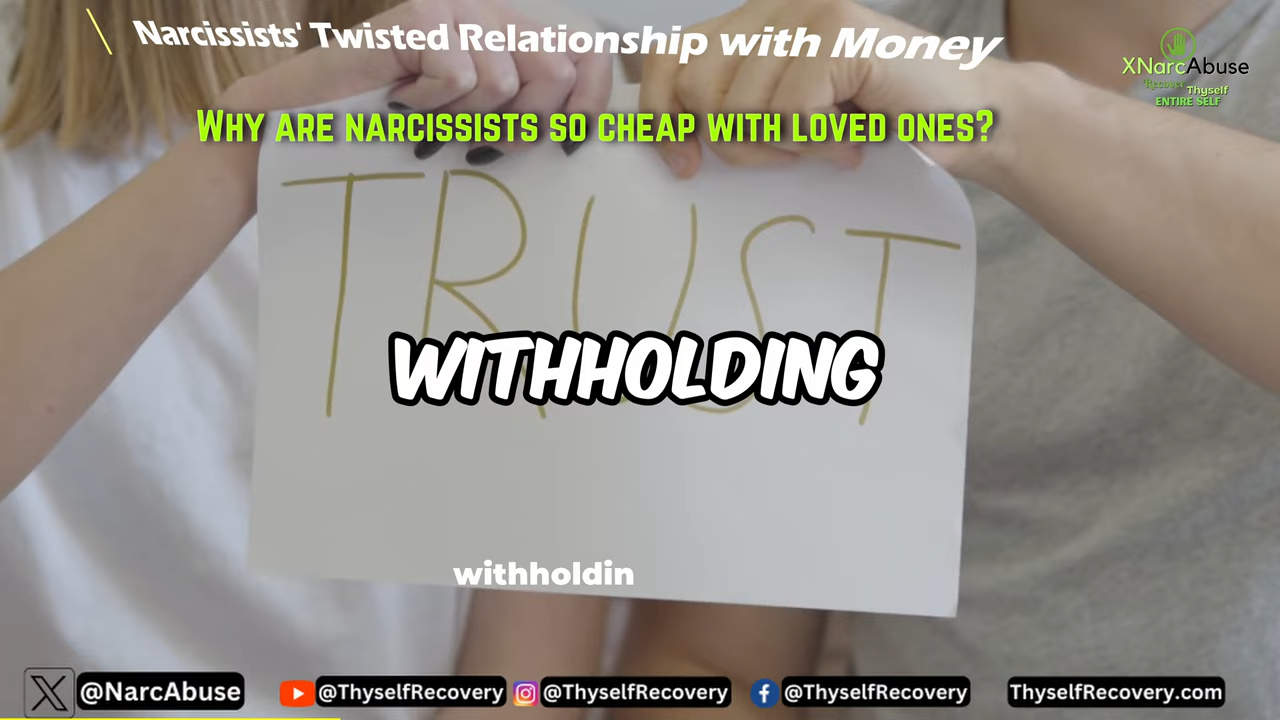 Narcissists' Twisted Relationship with Money
XNarcAbuse
Recover Thyself
ENTIRE SELF
WHY ARE NARCISSISTS SO CHEAP WITH LOVED ONES?
TRUST
WITHHOLDING
withholdin
@NarcAbuse
@ThyselfRecovery
@ThyselfRecovery
@ThyselfRecovery
ThyselfRecovery.com